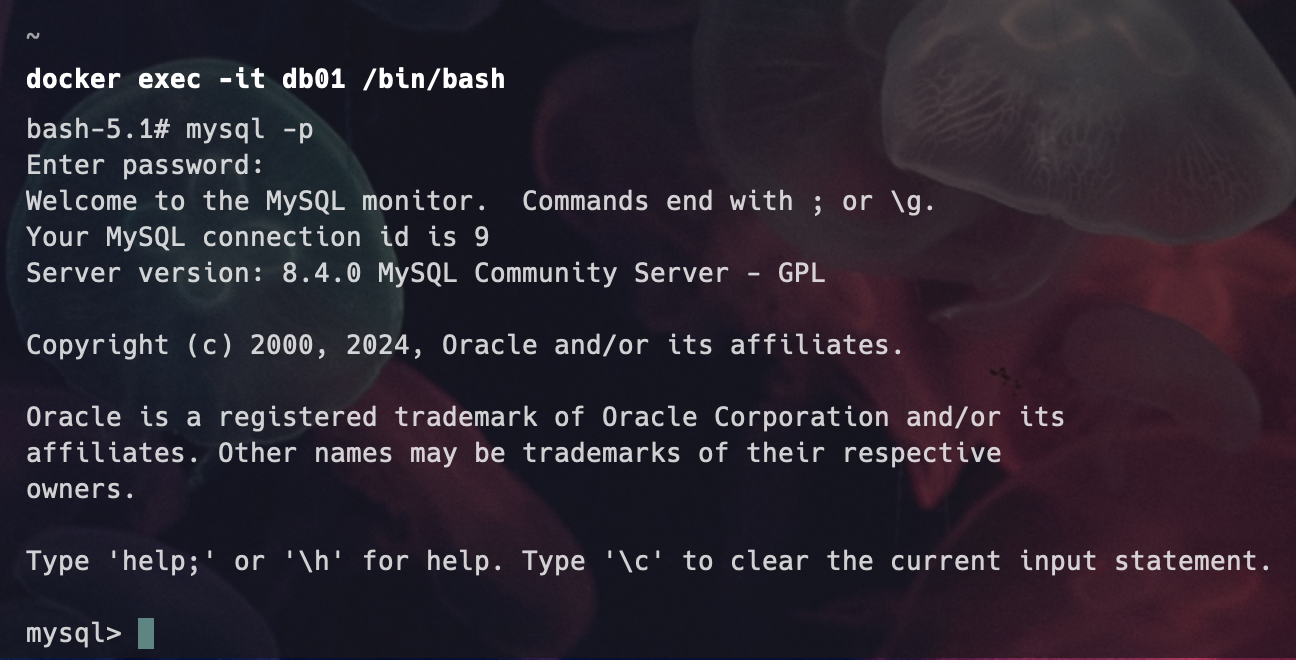 ~
docker exec -it db01 /bin/bash
bash-5.1# mysql -p
Enter password:
Welcome to the MySQL monitor.  Commands end with ; or \g.
Your MySQL connection id is 9
Server version: 8.4.0 MySQL Community Server - GPL
Copyright (c) 2000, 2024, Oracle and/or its affiliates.
Oracle is a registered trademark of Oracle Corporation and/or its
affiliates. Other names may be trademarks of their respective
owners.
Type 'help;' or '\h' for help. Type '\c' to clear the current input statement.
mysql>